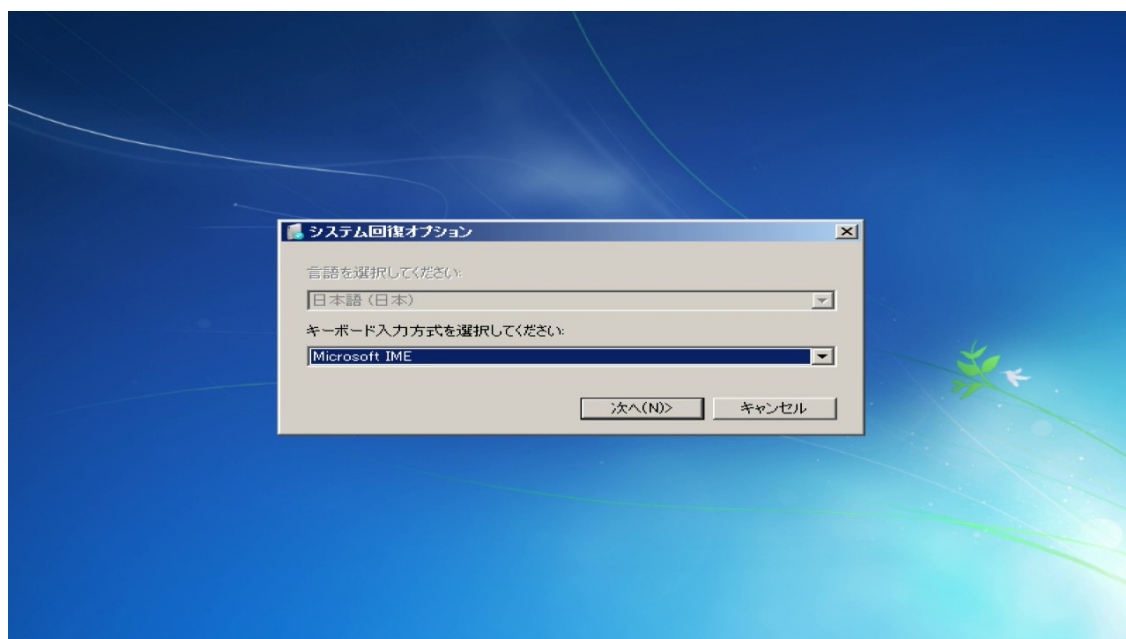 システム回復オプション
言語を選択してください:
日本語 (日本)
キーボード入力方式を選択してください:
Microsoft IME
次へ(N)>
キャンセル